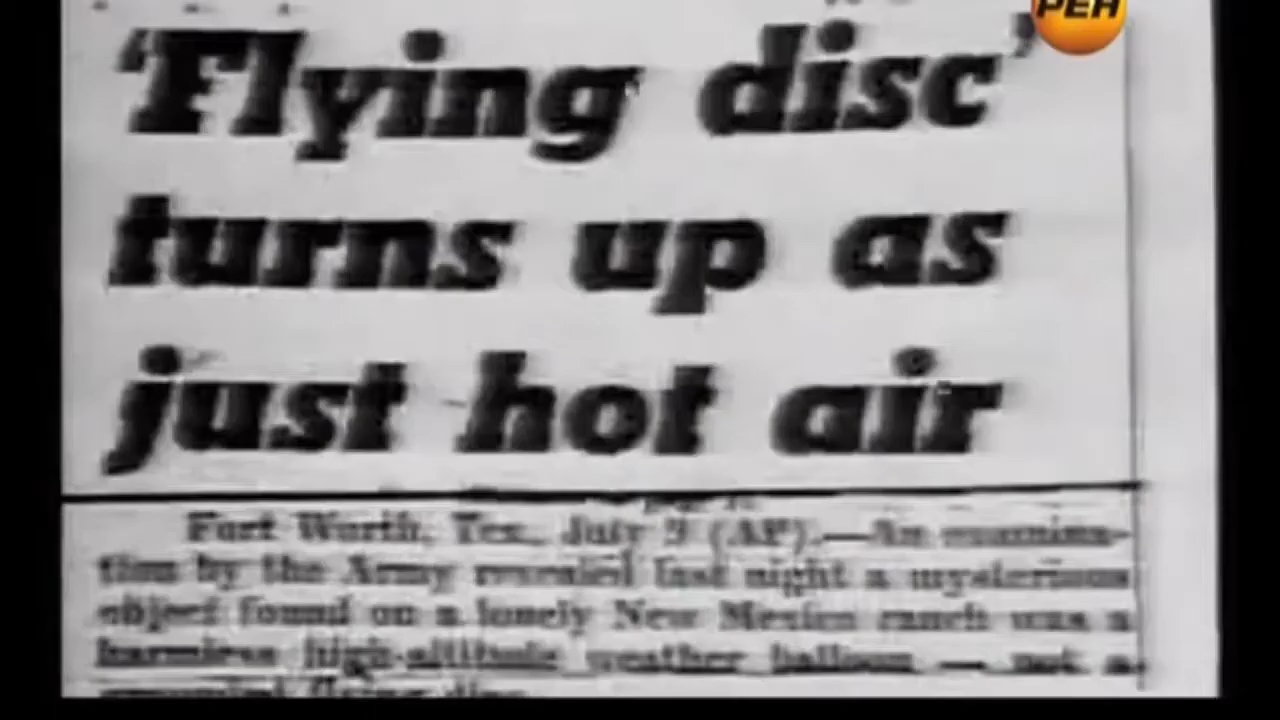 РЕН
'Flying disc'
turns up as
just hot air
Fort Worth, Tex., July 9 (AP).—An examina-
tion by the Army revealed last night a mysterious
object found on a lonely New Mexico ranch was a
harmless high-altitude weather balloon — not a
flying disc.